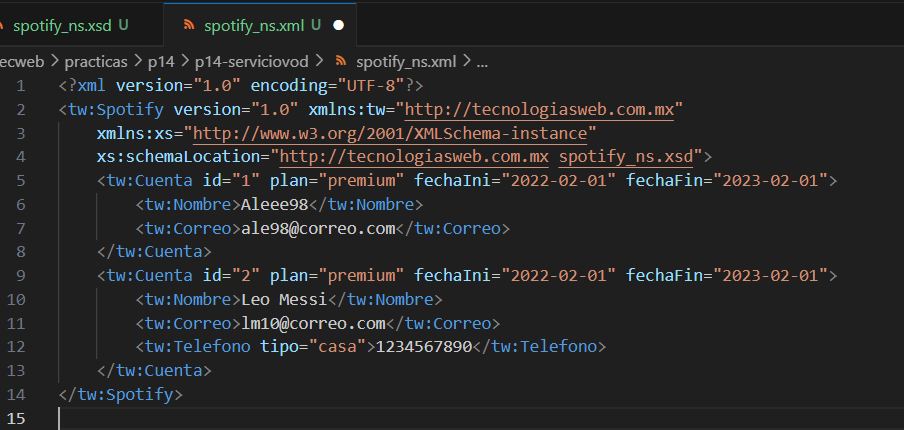 spotify_ns.xsd U spotify_ns.xml U
ecweb > practicas > p14 > p14-serviciovod > spotify_ns.xml > ...
1 <?xml version="1.0" encoding="UTF-8"?>
2 <tw:Spotify version="1.0" xmlns:tw="http://tecnologiasweb.com.mx"
3 xmlns:xs="http://www.w3.org/2001/XMLSchema-instance"
4 xs:schemaLocation="http://tecnologiasweb.com.mx spotify_ns.xsd">
5 <tw:Cuenta id="1" plan="premium" fechaIni="2022-02-01" fechaFin="2023-02-01">
6 <tw:Nombre>Aleee98</tw:Nombre>
7 <tw:Correo>ale98@correo.com</tw:Correo>
8 </tw:Cuenta>
9 <tw:Cuenta id="2" plan="premium" fechaIni="2022-02-01" fechaFin="2023-02-01">
10 <tw:Nombre>Leo Messi</tw:Nombre>
11 <tw:Correo>lm10@correo.com</tw:Correo>
12 <tw:Telefono tipo="casa">1234567890</tw:Telefono>
13 </tw:Cuenta>
14 </tw:Spotify>
15